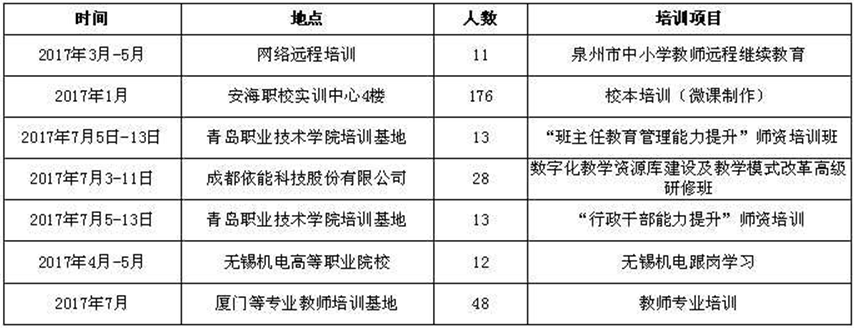 时间 地点 人数 培训项目
2017年3月-5月 网络远程培训 11 泉州市中小学教师远程继续教育
2017年1月 安海职校实训中心4楼 176 校本培训（微课制作）
2017年7月5日-13日 青岛职业技术学院培训基地 13 “班主任教育管理能力提升”师资培训班
2017年7月3-11日 成都依能科技股份有限公司 28 数字化教学资源库建设及教学模式改革高级
研修班
2017年7月5-13日 青岛职业技术学院培训基地 13 “行政干部能力提升”师资培训
2017年4月-5月 无锡机电高等职业院校 12 无锡机电跟岗学习
2017年7月 厦门等专业教师培训基地 48 教师专业培训